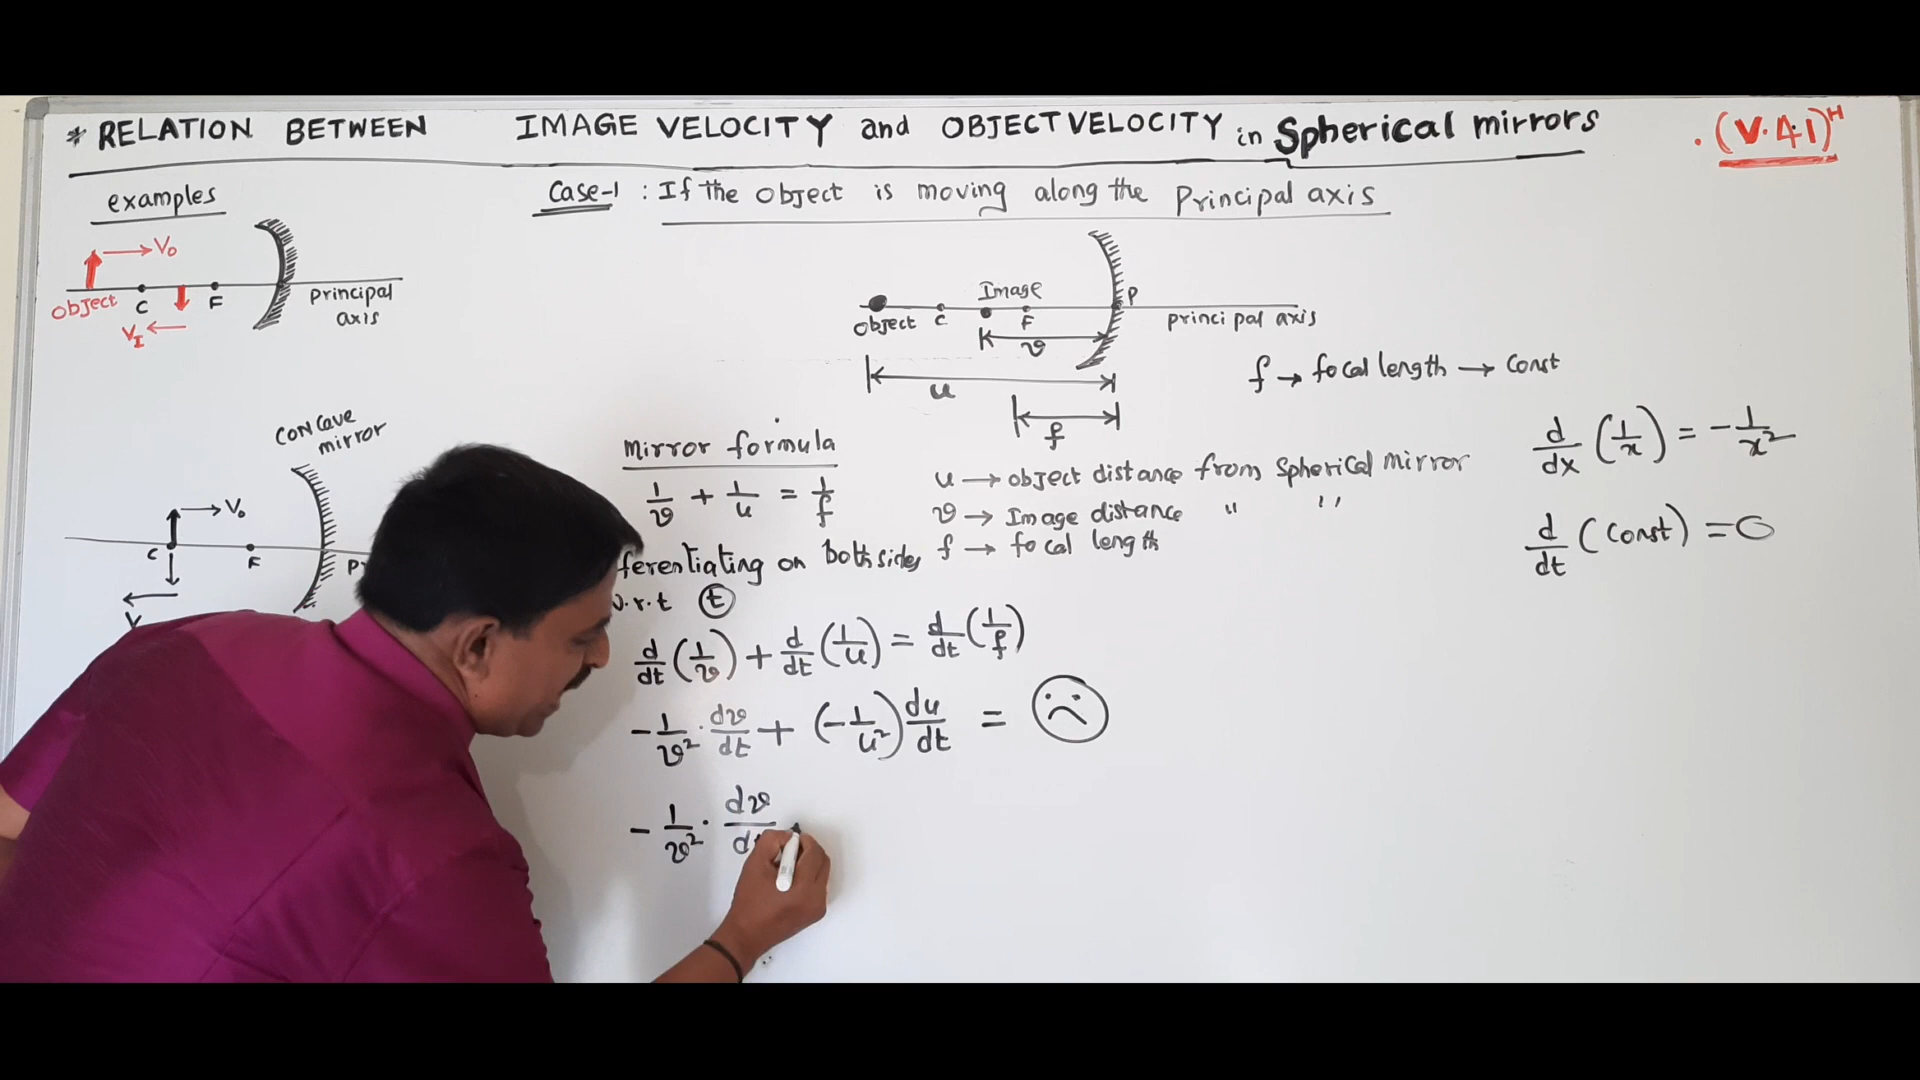 * RELATION BETWEEN IMAGE VELOCITY and OBJECT VELOCITY in Spherical mirrors . (V.41)ᴴ
examples
Case-1 : If the object is moving along the Principal axis
V₀
object C F principal axis
V_I
Image
P
object C F principal axis
v
u
f
f → focal length → const
concave mirror
V₀
C F
mirror formula
1/v + 1/u = 1/f
u → object distance from Spherical mirror
v → Image distance " "
f → focal length
d/dx (1/x) = -1/x²
d/dt (const) = 0
ferentiating on both sides
w.r.t t
d/dt (1/v) + d/dt (1/u) = d/dt (1/f)
-1/v² · dv/dt + (-1/u²) du/dt =
-1/v² · dv/